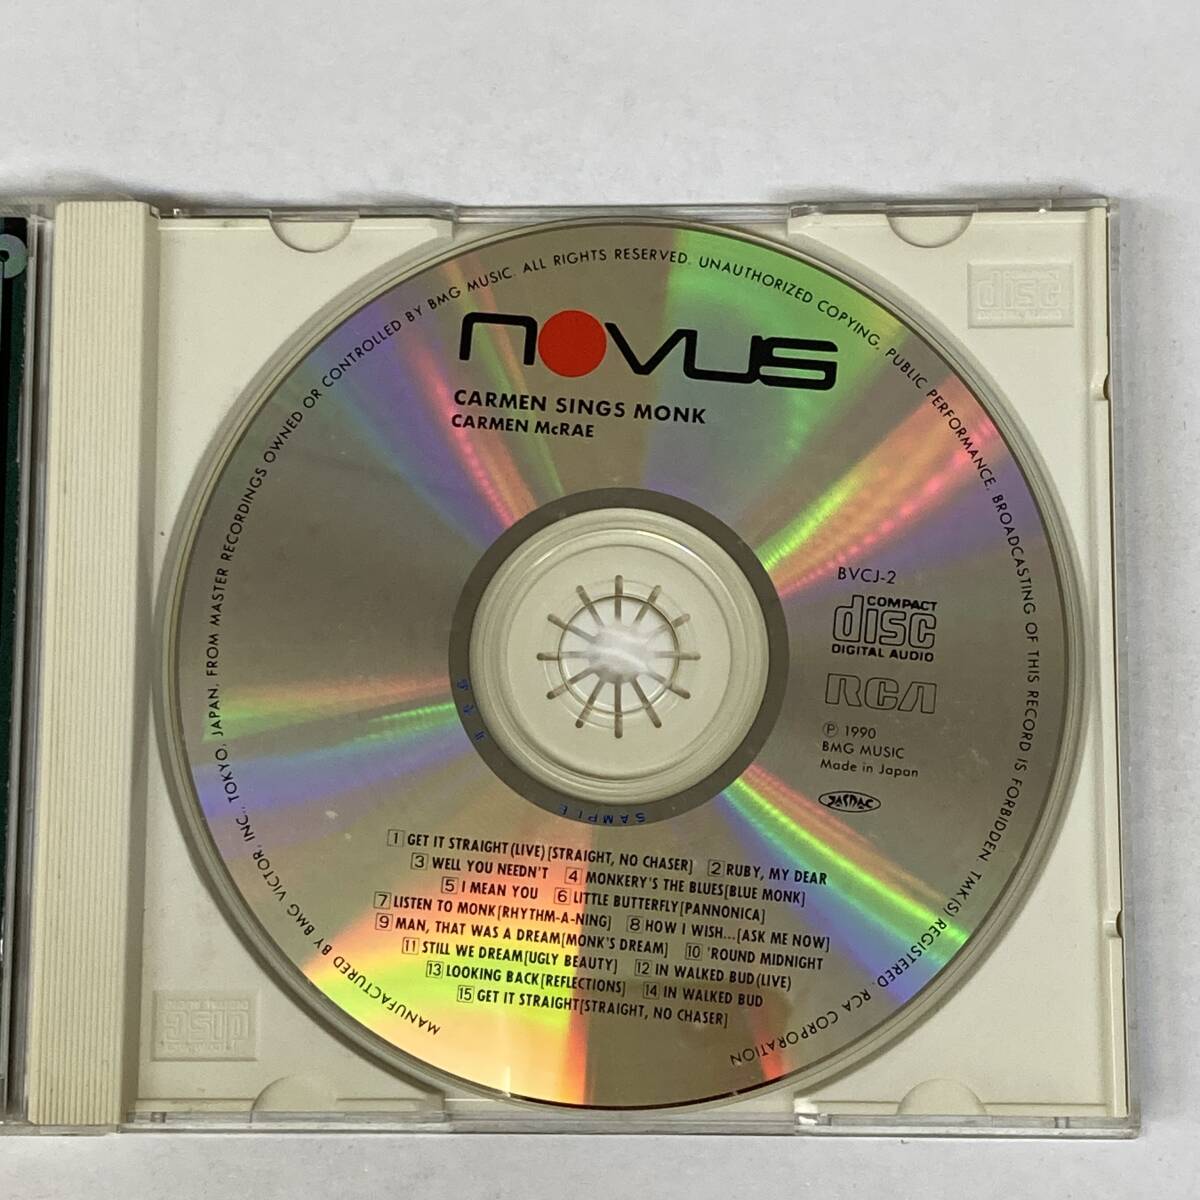 MANUFACTURED BY BMG VICTOR, INC., TOKYO, JAPAN, FROM MASTER RECORDINGS OWNED OR CONTROLLED BY BMG MUSIC. ALL RIGHTS RESERVED. UNAUTHORIZED COPYING, PUBLIC PERFORMANCE, BROADCASTING OF THIS RECORD IS FORBIDDEN. TMK(S) REGISTERED. RCA CORPORATION
novus
CARMEN SINGS MONK
CARMEN McRAE
BVCJ-2
COMPACT
disc
DIGITAL AUDIO
RCA
Ⓟ 1990
BMG MUSIC
Made in Japan
JASRAC
SAMPLE
1 GET IT STRAIGHT(LIVE)[STRAIGHT, NO CHASER] 2 RUBY, MY DEAR
3 WELL YOU NEEDN'T 4 MONKERY'S THE BLUES[BLUE MONK]
5 I MEAN YOU 6 LITTLE BUTTERFLY[PANNONICA]
7 LISTEN TO MONK[RHYTHM-A-NING] 8 HOW I WISH...[ASK ME NOW]
9 MAN, THAT WAS A DREAM[MONK'S DREAM] 10 'ROUND MIDNIGHT
11 STILL WE DREAM[UGLY BEAUTY] 12 IN WALKED BUD(LIVE)
13 LOOKING BACK[REFLECTIONS] 14 IN WALKED BUD
15 GET IT STRAIGHT[STRAIGHT, NO CHASER]
disc
DIGITAL AUDIO
disc